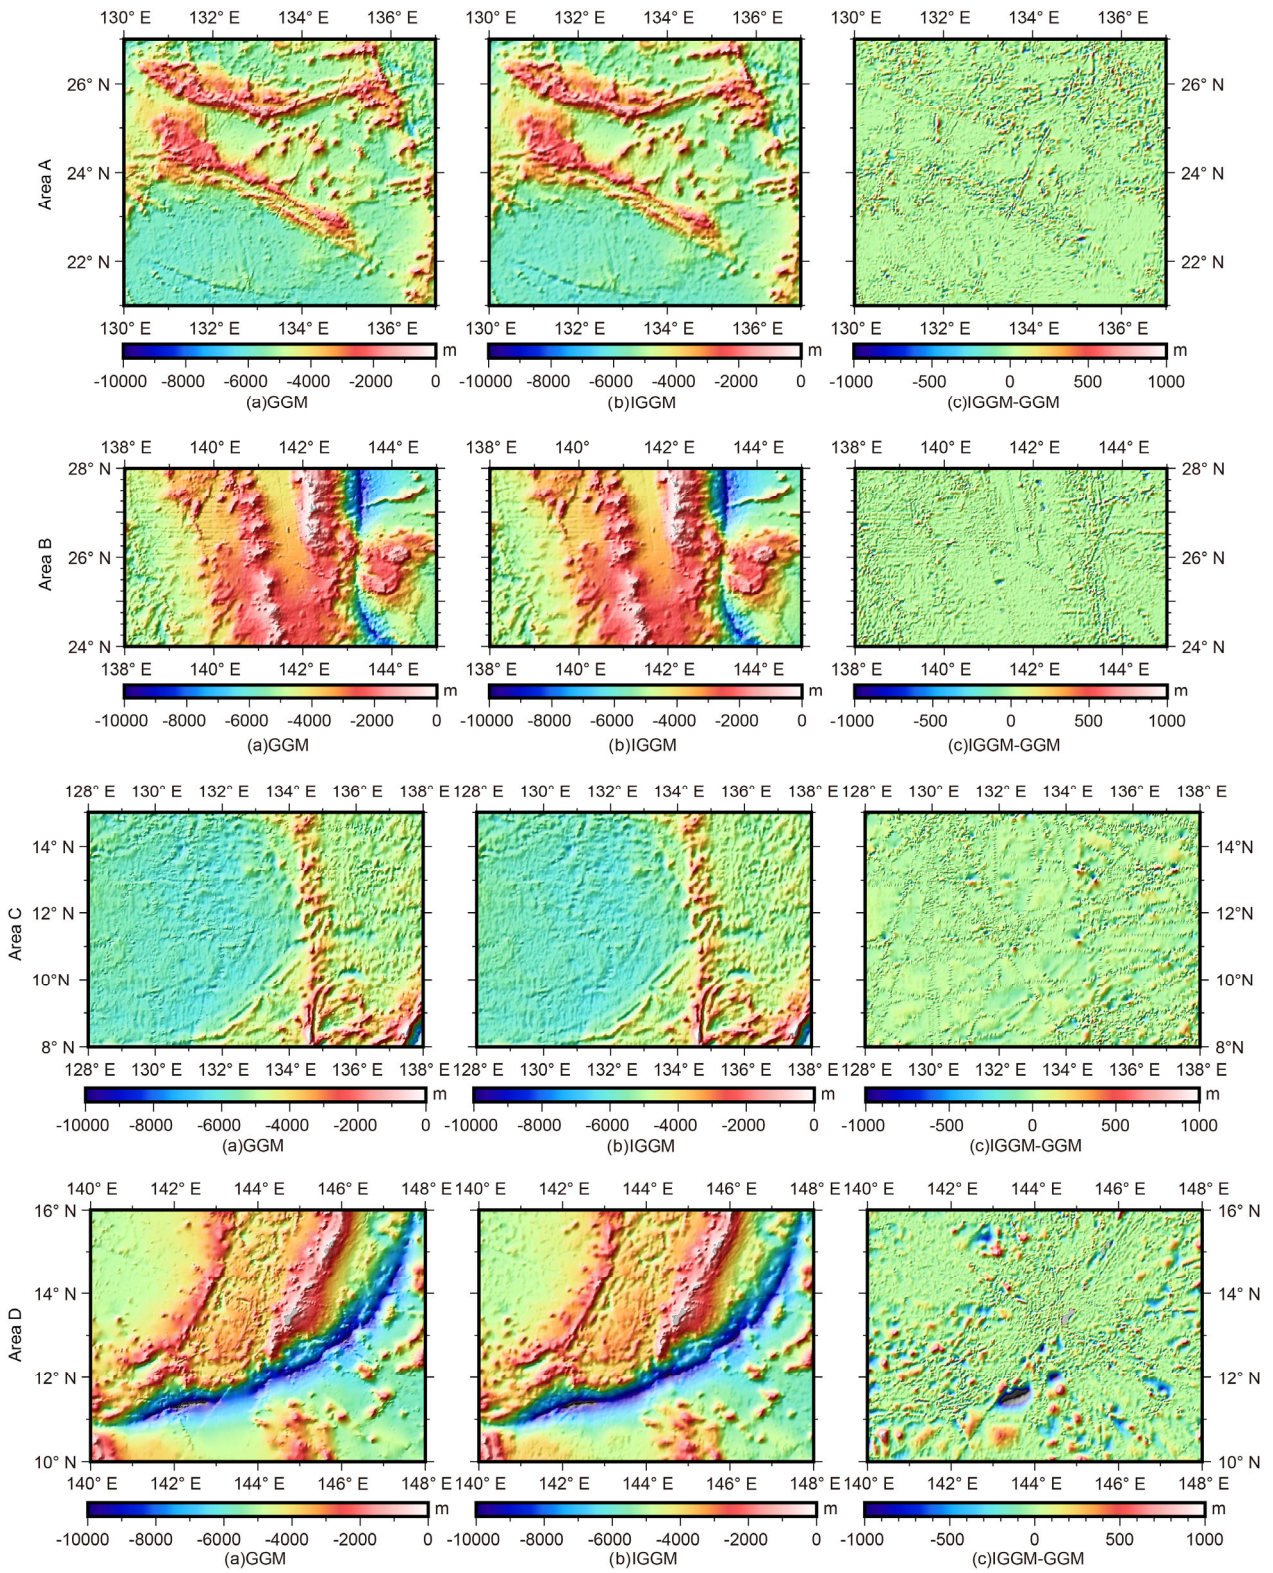 130° E 132° E 134° E 136° E 130° E 132° E 134° E 136° E 130° E 132° E 134° E 136° E
26° N 26° N
Area A
24° N 24° N
22° N 22° N
130° E 132° E 134° E 136° E 130° E 132° E 134° E 136° E 130° E 132° E 134° E 136° E
m m m
-10000 -8000 -6000 -4000 -2000 0 -10000 -8000 -6000 -4000 -2000 0 -1000 -500 0 500 1000
(a)GGM (b)IGGM (c)IGGM-GGM
138° E 140° E 142° E 144° E 138° E 140° 142° E 144° E 138° E 140° E 142° E 144° E
28° N 28° N
Area B
26° N 26° N
24° N 24° N
138° E 140° E 142° E 144° E 138° E 140° E 142° E 144° E 138° E 140° E 142° E 144° E
m m m
-10000 -8000 -6000 -4000 -2000 0 -10000 -8000 -6000 -4000 -2000 0 -1000 -500 0 500 1000
(a)GGM (b)IGGM (c)IGGM-GGM
128° E 130° E 132° E 134° E 136° E 138° E 128° E 130° E 132° E 134° E 136° E 138° E 128° E 130° E 132° E 134° E 136° E 138° E
14° N 14°N
12° N 12°N
Area C
10°N 10°N
8° N 8°N
128° E 130° E 132° E 134° E 136° E 138° E 128° E 130° E 132° E 134° E 136° E 138° E 128° E 130° E 132° E 134° E 136° E 138° E
m m m
-10000 -8000 -6000 -4000 -2000 0 -10000 -8000 -6000 -4000 -2000 0 -1000 -500 0 500 1000
(a)GGM (b)IGGM (c)IGGM-GGM
140° E 142° E 144° E 146° E 148° E 140° E 142° E 144° E 146° E 148° E 140° E 142° E 144° E 146° E 148° E
16° N 16° N
14° N 14° N
Area D
12° N 12° N
10° N 10° N
140° E 142° E 144° E 146° E 148° E 140° E 142° E 144° E 146° E 148° E 140° E 142° E 144° E 146° E 148° E
m m m
-10000 -8000 -6000 -4000 -2000 0 -10000 -8000 -6000 -4000 -2000 0 -1000 -500 0 500 1000
(a)GGM (b)IGGM (c)IGGM-GGM